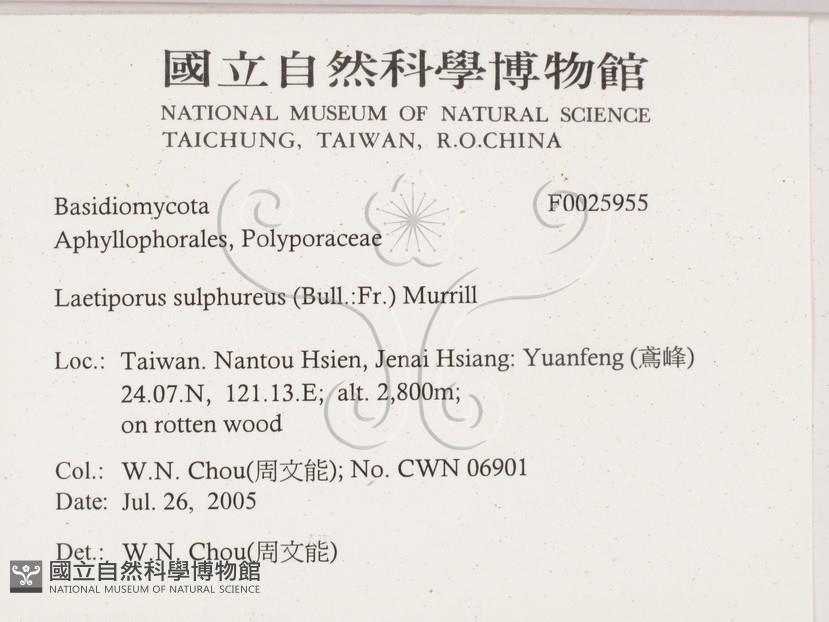 國立自然科學博物館
NATIONAL MUSEUM OF NATURAL SCIENCE
TAICHUNG, TAIWAN, R.O.CHINA
Basidiomycota F0025955
Aphyllophorales, Polyporaceae
Laetiporus sulphureus (Bull.:Fr.) Murrill
Loc.: Taiwan. Nantou Hsien, Jenai Hsiang: Yuanfeng (鳶峰)
24.07.N, 121.13.E; alt. 2,800m;
on rotten wood
Col.: W.N. Chou(周文能); No. CWN 06901
Date: Jul. 26, 2005
Det.: W.N. Chou(周文能)
國立自然科學博物館
NATIONAL MUSEUM OF NATURAL SCIENCE